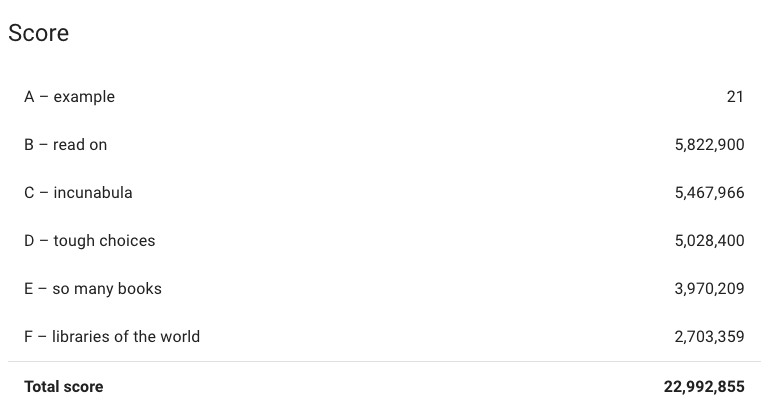 Score
A – example 21
B – read on 5,822,900
C – incunabula 5,467,966
D – tough choices 5,028,400
E – so many books 3,970,209
F – libraries of the world 2,703,359
Total score 22,992,855